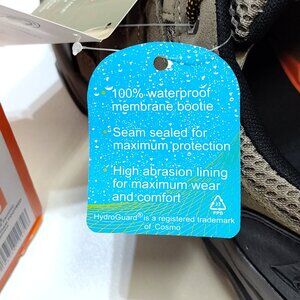 100% waterproof
membrane bootie
Seam sealed for
maximum protection
High abrasion lining
for maximum wear
and comfort
HydroGuard® is a registered trademark
of Cosmo